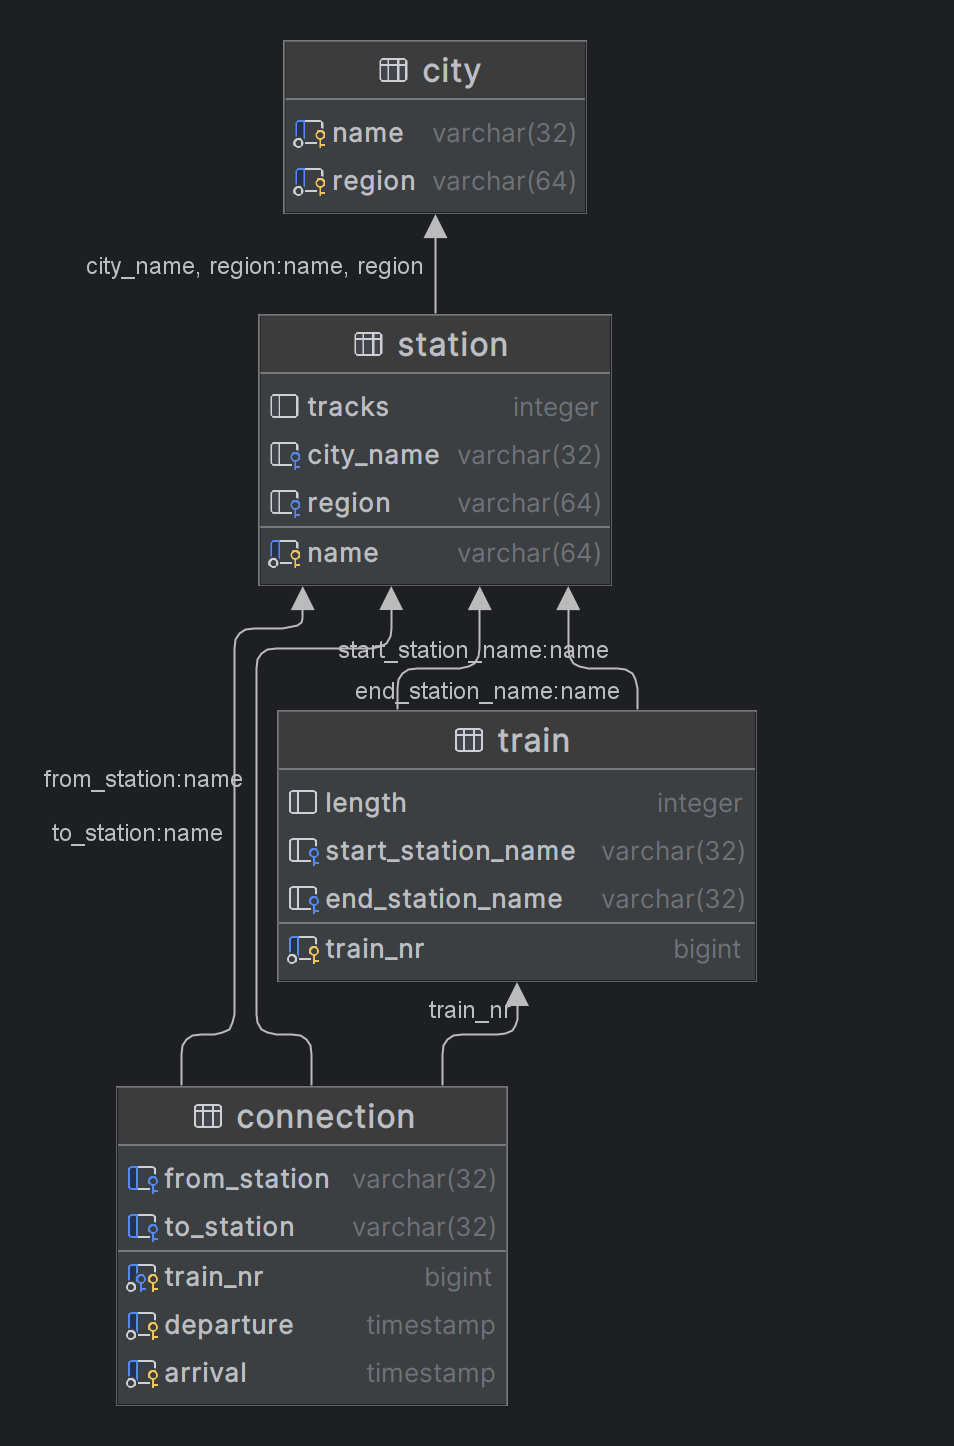 city
name varchar(32)
region varchar(64)
city_name, region:name, region
station
tracks integer
city_name varchar(32)
region varchar(64)
name varchar(64)
start_station_name:name
end_station_name:name
train
from_station:name
length integer
to_station:name
start_station_name varchar(32)
end_station_name varchar(32)
train_nr bigint
train_nr
connection
from_station varchar(32)
to_station varchar(32)
train_nr bigint
departure timestamp
arrival timestamp